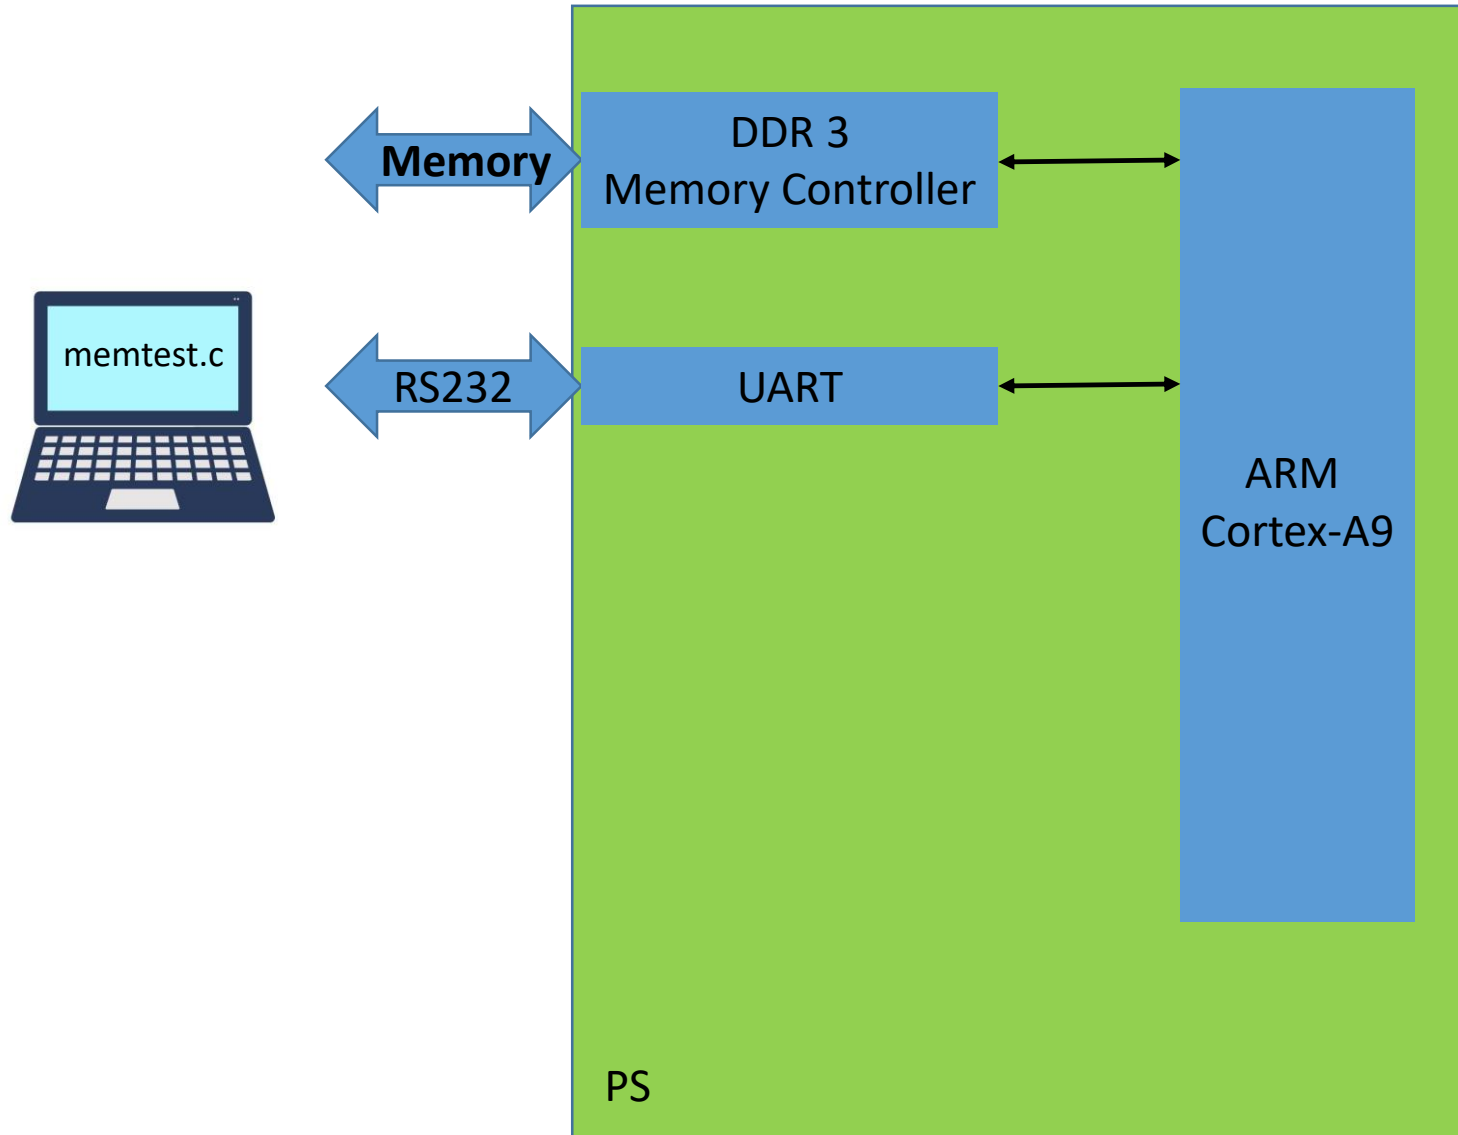 DDR 3
Memory Controller
Memory
memtest.c
RS232
UART
ARM
Cortex-A9
PS